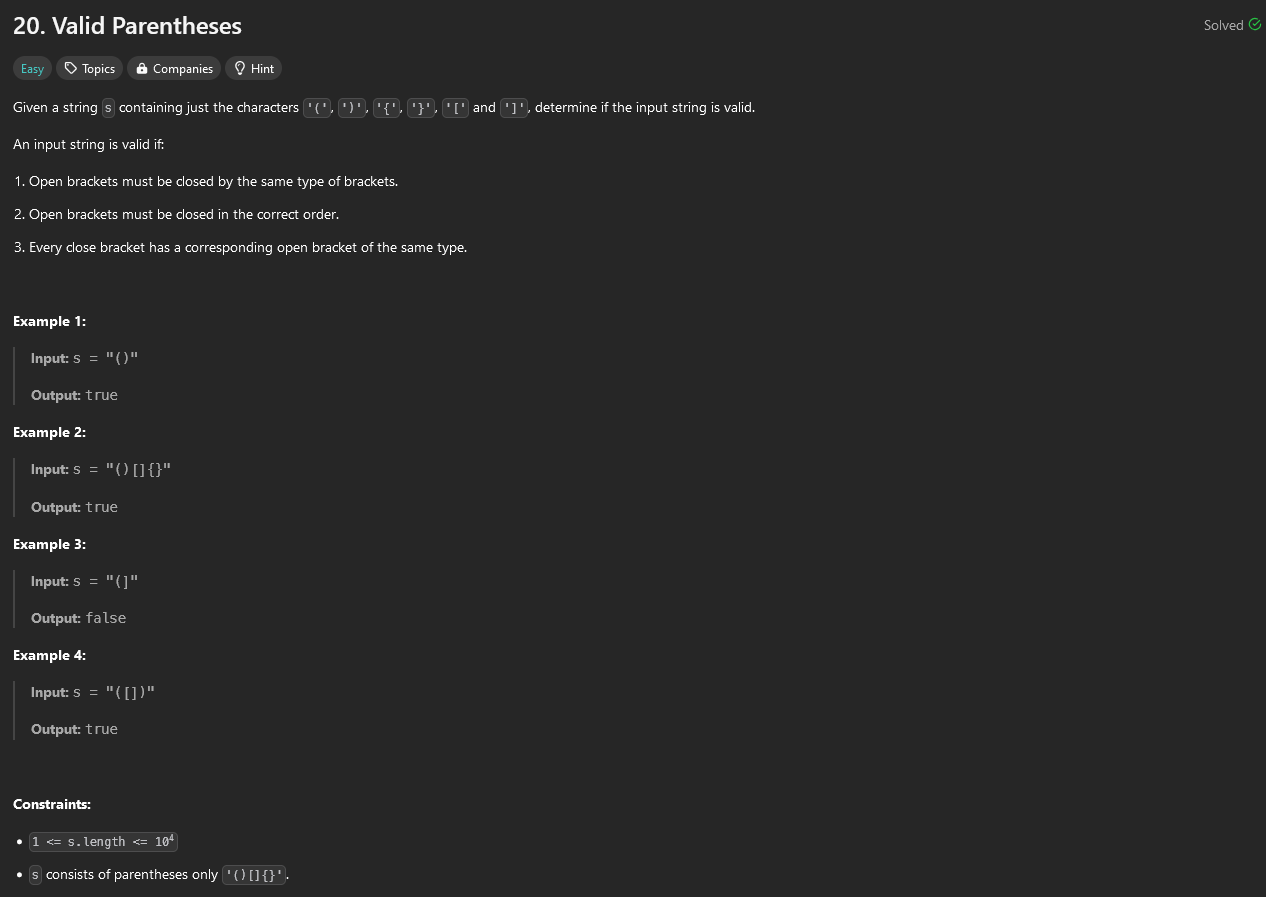 20. Valid Parentheses
Solved
Easy Topics Companies Hint
Given a string s containing just the characters '(', ')', '{', '}', '[' and ']', determine if the input string is valid.
An input string is valid if:
1. Open brackets must be closed by the same type of brackets.
2. Open brackets must be closed in the correct order.
3. Every close bracket has a corresponding open bracket of the same type.
Example 1:
Input: s = "()"
Output: true
Example 2:
Input: s = "()[]{}"
Output: true
Example 3:
Input: s = "(]"
Output: false
Example 4:
Input: s = "([])"
Output: true
Constraints:
• 1 <= s.length <= 10⁴
• s consists of parentheses only '()[]{}'.